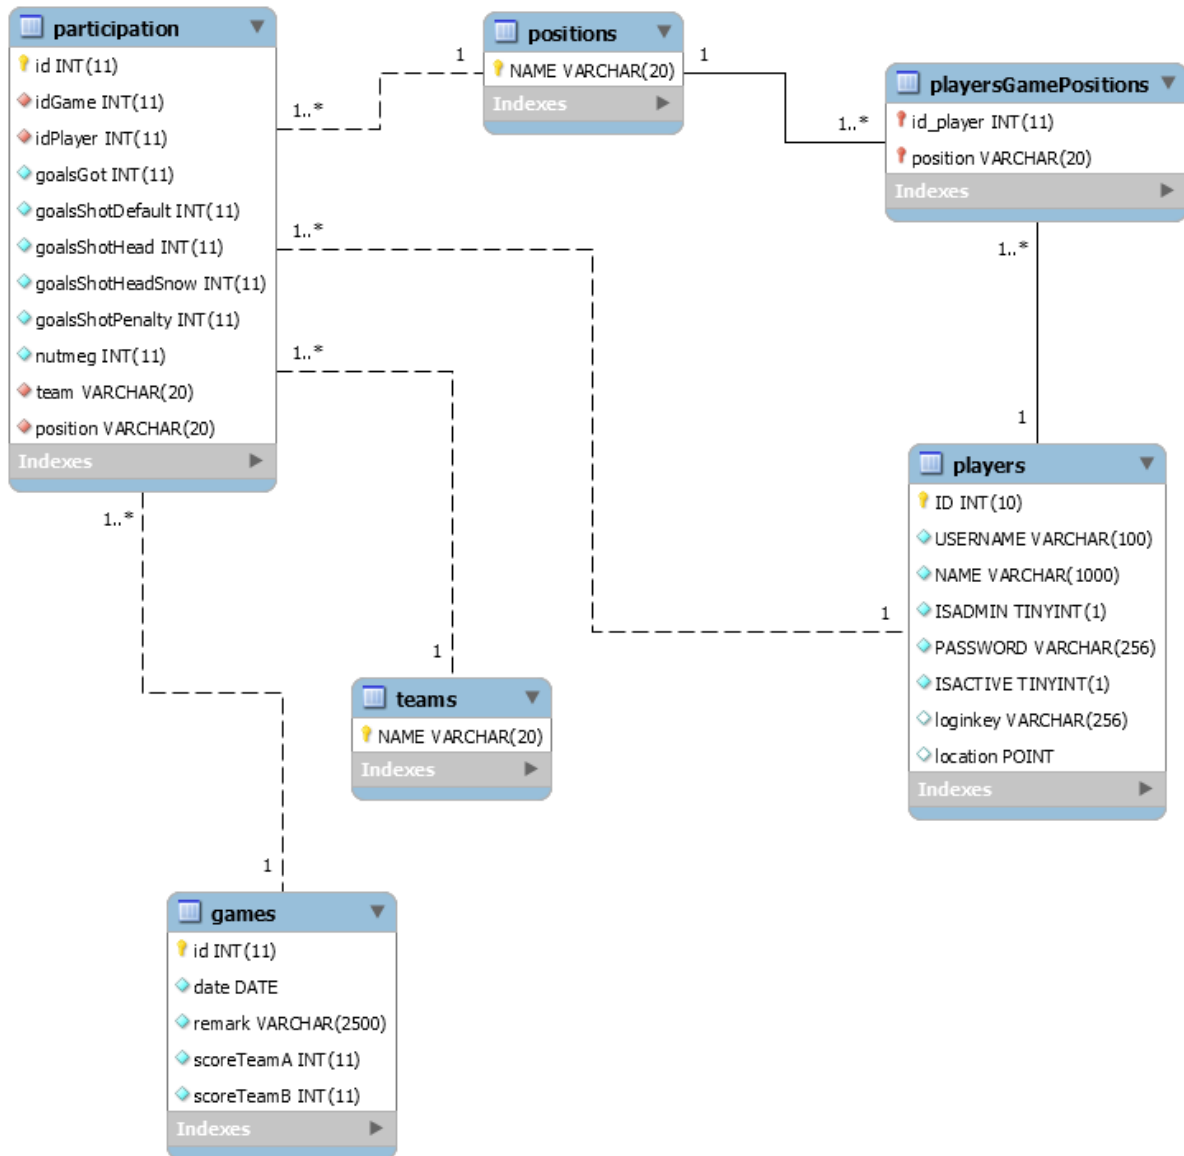 participation
id INT(11)
idGame INT(11)
idPlayer INT(11)
goalsGot INT(11)
goalsShotDefault INT(11)
goalsShotHead INT(11)
goalsShotHeadSnow INT(11)
goalsShotPenalty INT(11)
nutmeg INT(11)
team VARCHAR(20)
position VARCHAR(20)
Indexes
1
1..*
positions
NAME VARCHAR(20)
Indexes
1
1..*
playersGamePositions
id_player INT(11)
position VARCHAR(20)
Indexes
1..*
1..*
1..*
1
1
players
ID INT(10)
USERNAME VARCHAR(100)
NAME VARCHAR(1000)
ISADMIN TINYINT(1)
PASSWORD VARCHAR(256)
ISACTIVE TINYINT(1)
loginkey VARCHAR(256)
location POINT
Indexes
1..*
1
teams
NAME VARCHAR(20)
Indexes
1
games
id INT(11)
date DATE
remark VARCHAR(2500)
scoreTeamA INT(11)
scoreTeamB INT(11)
Indexes